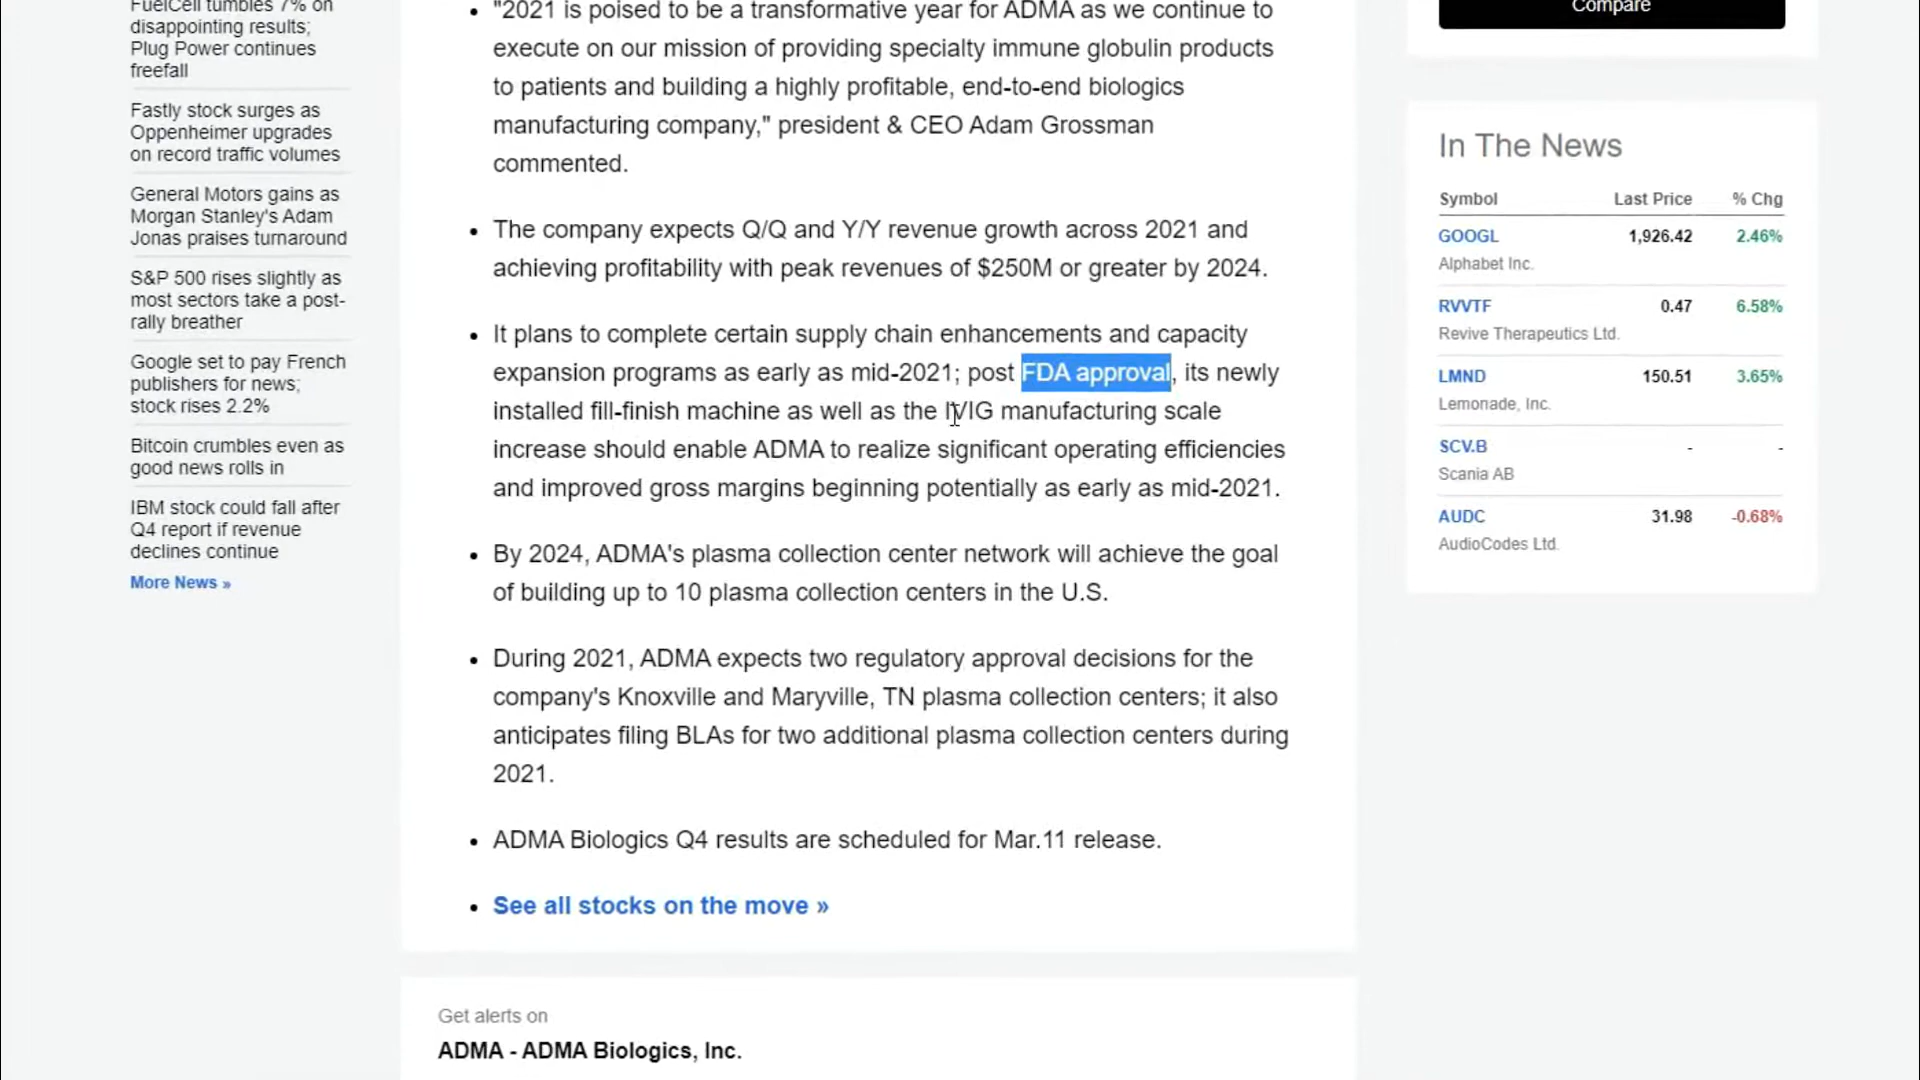 FuelCell tumbles 7% on
disappointing results;
Plug Power continues
freefall
Fastly stock surges as
Oppenheimer upgrades
on record traffic volumes
General Motors gains as
Morgan Stanley's Adam
Jonas praises turnaround
S&P 500 rises slightly as
most sectors take a post-
rally breather
Google set to pay French
publishers for news;
stock rises 2.2%
Bitcoin crumbles even as
good news rolls in
IBM stock could fall after
Q4 report if revenue
declines continue
More News »
• "2021 is poised to be a transformative year for ADMA as we continue to
execute on our mission of providing specialty immune globulin products
to patients and building a highly profitable, end-to-end biologics
manufacturing company," president & CEO Adam Grossman
commented.
• The company expects Q/Q and Y/Y revenue growth across 2021 and
achieving profitability with peak revenues of $250M or greater by 2024.
• It plans to complete certain supply chain enhancements and capacity
expansion programs as early as mid-2021; post FDA approval, its newly
installed fill-finish machine as well as the IVIG manufacturing scale
increase should enable ADMA to realize significant operating efficiencies
and improved gross margins beginning potentially as early as mid-2021.
• By 2024, ADMA's plasma collection center network will achieve the goal
of building up to 10 plasma collection centers in the U.S.
• During 2021, ADMA expects two regulatory approval decisions for the
company's Knoxville and Maryville, TN plasma collection centers; it also
anticipates filing BLAs for two additional plasma collection centers during
2021.
• ADMA Biologics Q4 results are scheduled for Mar.11 release.
• See all stocks on the move »
Get alerts on
ADMA - ADMA Biologics, Inc.
Compare
In The News
Symbol Last Price % Chg
GOOGL 1,926.42 2.46%
Alphabet Inc.
RVVTF 0.47 6.58%
Revive Therapeutics Ltd.
LMND 150.51 3.65%
Lemonade, Inc.
SCV.B - -
Scania AB
AUDC 31.98 -0.68%
AudioCodes Ltd.